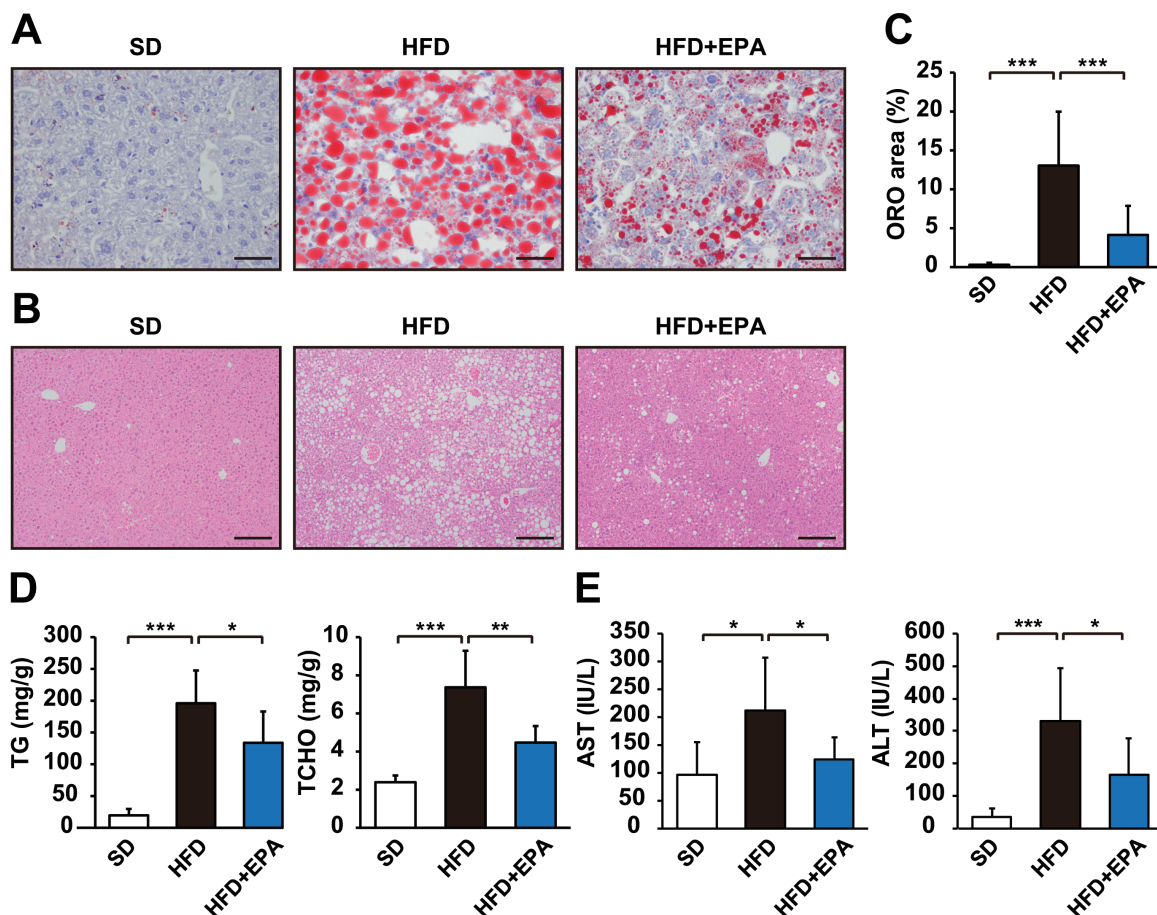 A
SD
HFD
HFD+EPA
C
ORO area (%)
25
20
15
10
5
0
***
***
SD
HFD
HFD+EPA
B
SD
HFD
HFD+EPA
D
TG (mg/g)
300
250
200
150
100
50
0
***
*
SD
HFD
HFD+EPA
TCHO (mg/g)
10
8
6
4
2
0
***
**
SD
HFD
HFD+EPA
E
AST (IU/L)
350
300
250
200
150
100
50
0
*
*
SD
HFD
HFD+EPA
ALT (IU/L)
600
500
400
300
200
100
0
***
*
SD
HFD
HFD+EPA